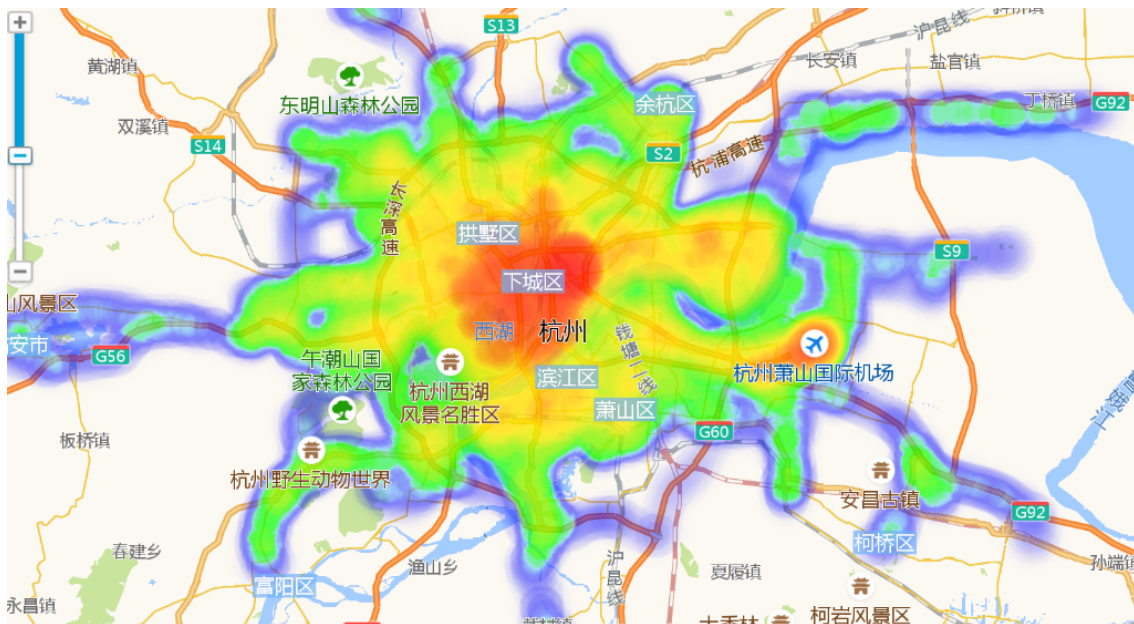 S13
沪昆线
黄湖镇
东明山森林公园
余杭区
长安镇
盐官镇
丁桥镇
G92
双溪镇
S14
S2
杭浦高速
东深高速
拱墅区
下城区
S9
山风景区
安市
G56
西湖
杭州
钱塘二线
杭州萧山国际机场
午潮山国
家森林公园
杭州西湖
风景名胜区
滨江区
萧山区
G60
板桥镇
杭州野生动物世界
安昌古镇
G92
柯桥区
春建乡
渔山乡
沪昆线
夏履镇
孙端镇
富阳区
永昌镇
柯岩风景区